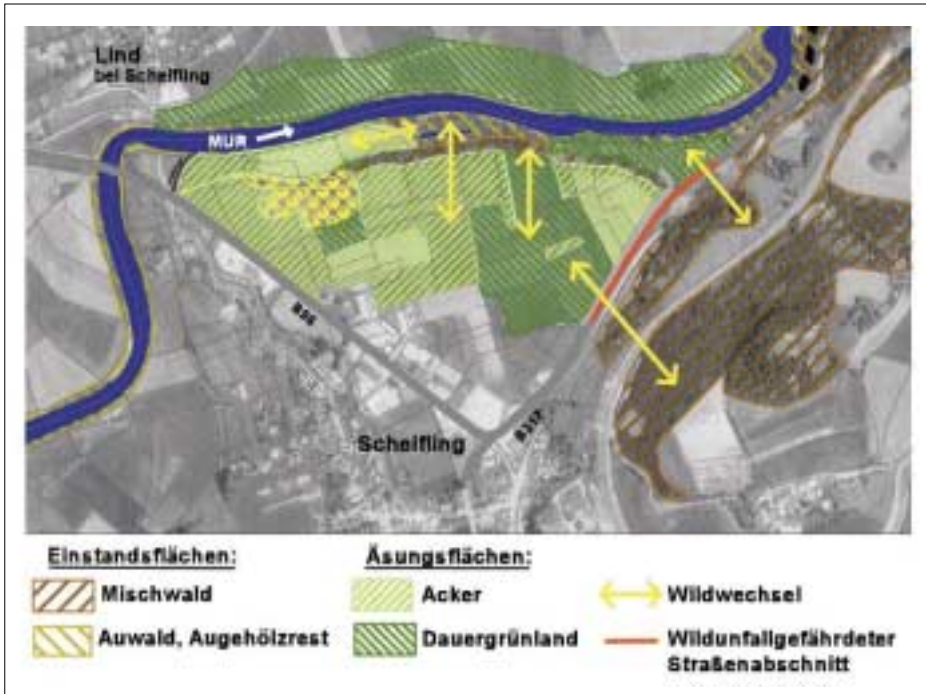 Lind
bei Scheifling
MUR
B96
Scheifling
B317
Einstandsflächen:
Mischwald
Auwald, Augehölzrest
Äsungsflächen:
Acker
Dauergrünland
Wildwechsel
Wildunfallgefährdeter
Straßenabschnitt